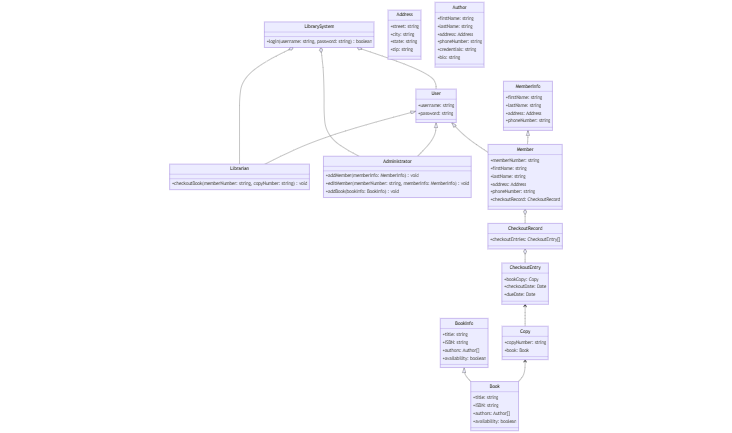 LibrarySystem
+login(username: string, password: string) : boolean
Address
+street: string
+city: string
+state: string
+zip: string
Author
+firstName: string
+lastName: string
+address: Address
+phoneNumber: string
+credentials: string
+bio: string
User
+username: string
+password: string
MemberInfo
+firstName: string
+lastName: string
+address: Address
+phoneNumber: string
Librarian
+checkoutBook(memberNumber: string, copyNumber: string) : void
Administrator
+addMember(memberInfo: MemberInfo) : void
+editMember(memberNumber: string, memberInfo: MemberInfo) : void
+addBook(bookInfo: BookInfo) : void
Member
+memberNumber: string
+firstName: string
+lastName: string
+address: Address
+phoneNumber: string
+checkoutRecord: CheckoutRecord
CheckoutRecord
+checkoutEntries: CheckoutEntry[]
CheckoutEntry
+bookCopy: Copy
+checkoutDate: Date
+dueDate: Date
BookInfo
+title: string
+ISBN: string
+authors: Author[]
+availability: boolean
Copy
+copyNumber: string
+book: Book
Book
+title: string
+ISBN: string
+authors: Author[]
+availability: boolean